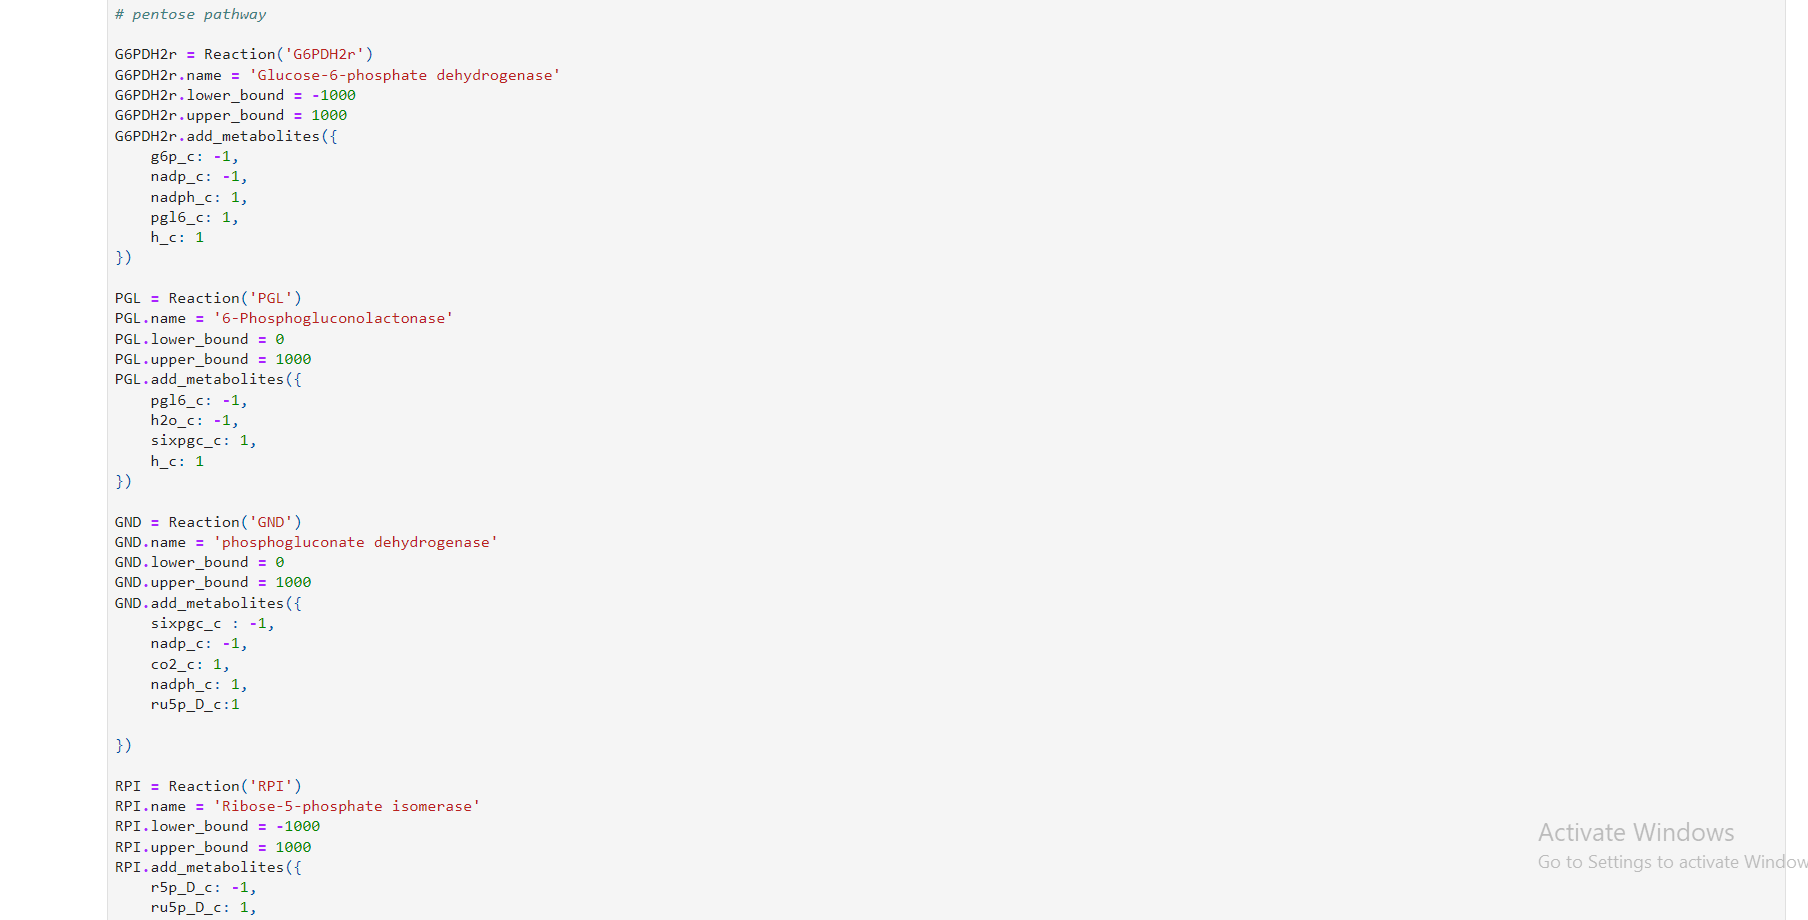 # pentose pathway
G6PDH2r = Reaction('G6PDH2r')
G6PDH2r.name = 'Glucose-6-phosphate dehydrogenase'
G6PDH2r.lower_bound = -1000
G6PDH2r.upper_bound = 1000
G6PDH2r.add_metabolites({
    g6p_c: -1,
    nadp_c: -1,
    nadph_c: 1,
    pgl6_c: 1,
    h_c: 1
})
PGL = Reaction('PGL')
PGL.name = '6-Phosphogluconolactonase'
PGL.lower_bound = 0
PGL.upper_bound = 1000
PGL.add_metabolites({
    pgl6_c: -1,
    h2o_c: -1,
    sixpgc_c: 1,
    h_c: 1
})
GND = Reaction('GND')
GND.name = 'phosphogluconate dehydrogenase'
GND.lower_bound = 0
GND.upper_bound = 1000
GND.add_metabolites({
    sixpgc_c : -1,
    nadp_c: -1,
    co2_c: 1,
    nadph_c: 1,
    ru5p_D_c:1
})
RPI = Reaction('RPI')
RPI.name = 'Ribose-5-phosphate isomerase'
RPI.lower_bound = -1000
RPI.upper_bound = 1000
RPI.add_metabolites({
    r5p_D_c: -1,
    ru5p_D_c: 1,
Activate Windows
Go to Settings to activate Window